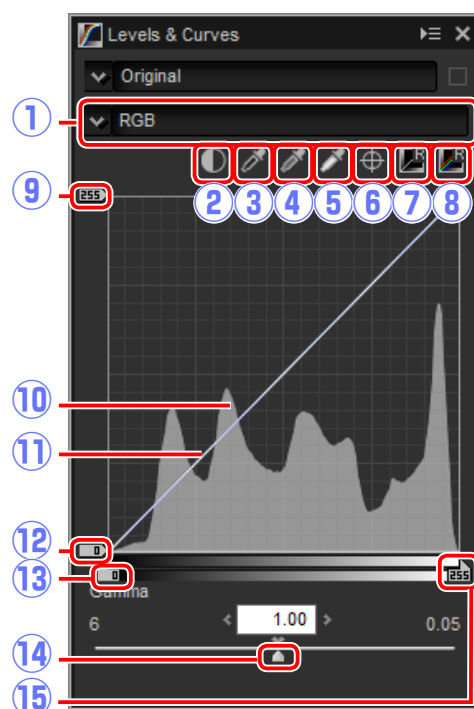 Levels & Curves
Original
① RGB
② ③ ④ ⑤ ⑥ ⑦ ⑧
⑨ 255
⑩
⑪
⑫ 0
⑬ 0 255
Gamma
6 1.00 0.05
⑭
⑮